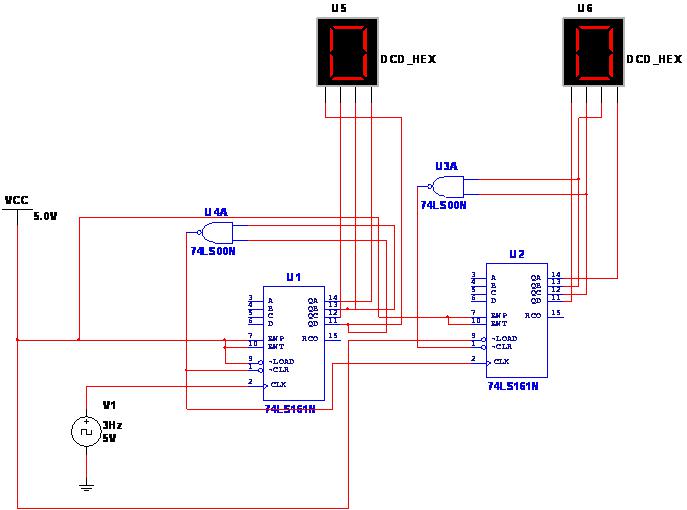 U5
U6
DCD_HEX
DCD_HEX
U3A
74LS00N
VCC
5.0V
U4A
74LS00N
U1
3 A QA 14
4 B QB 13
5 C QC 12
6 D QD 11
7 ENP RCO 15
10 ENT
9 ~LOAD
1 ~CLR
2 CLK
74LS161N
U2
3 A QA 14
4 B QB 13
5 C QC 12
6 D QD 11
7 ENP RCO 15
10 ENT
9 ~LOAD
1 ~CLR
2 CLK
74LS161N
V1
3Hz
5V